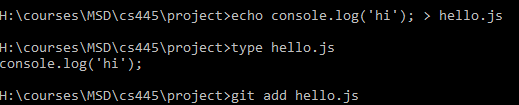 H:\courses\MSD\cs445\project>echo console.log('hi'); > hello.js
H:\courses\MSD\cs445\project>type hello.js
console.log('hi');
H:\courses\MSD\cs445\project>git add hello.js